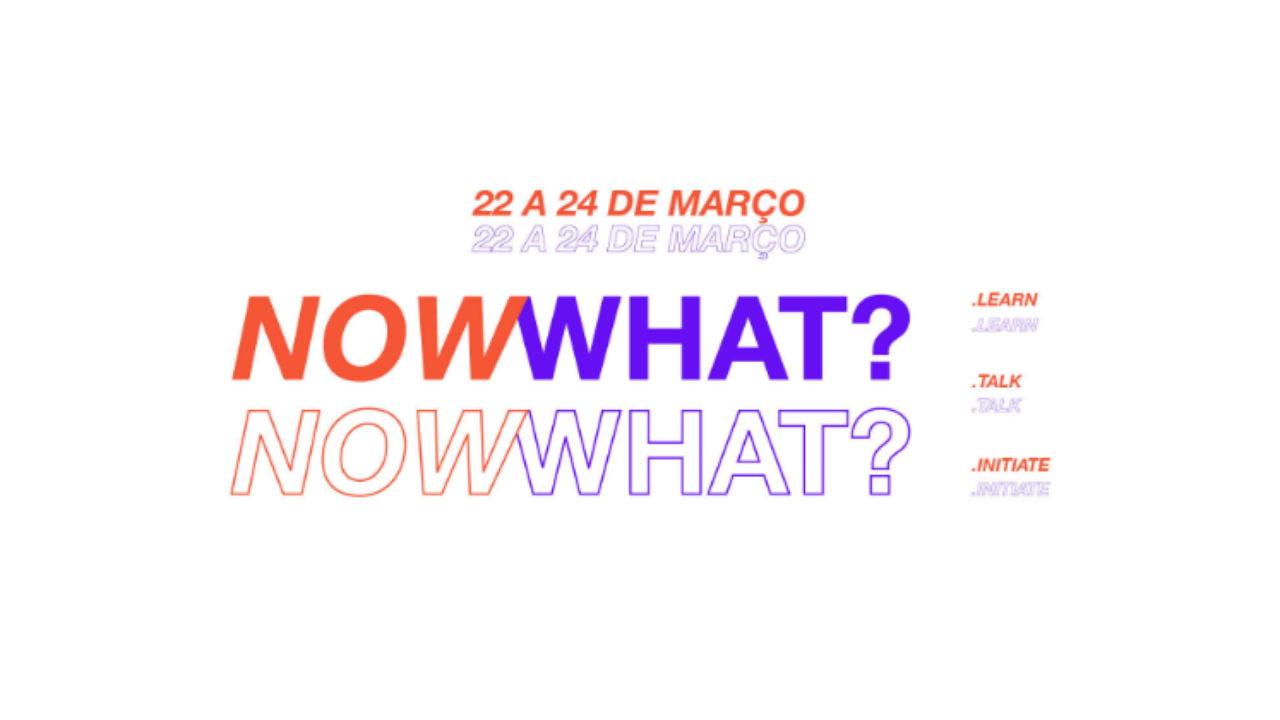 22 A 24 DE MARÇO
22 A 24 DE MARÇO
NOWWHAT?
NOWWHAT?
.LEARN
.LEARN
.TALK
.TALK
.INITIATE
.INITIATE